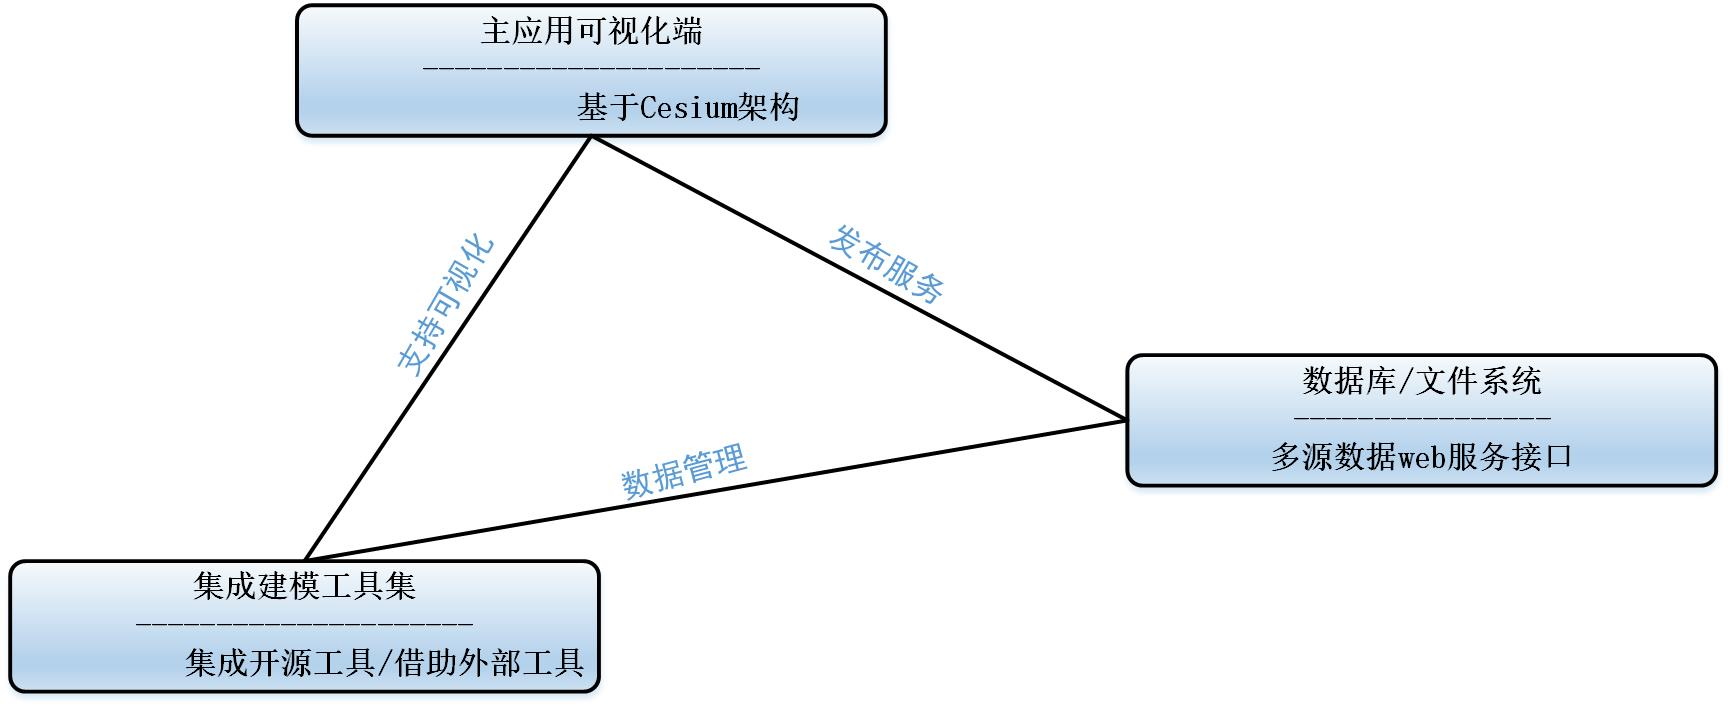 主应用可视化端
---------------------
基于Cesium架构
支持可视化
发布服务
数据库/文件系统
----------------
多源数据web服务接口
数据管理
集成建模工具集
---------------------
集成开源工具/借助外部工具